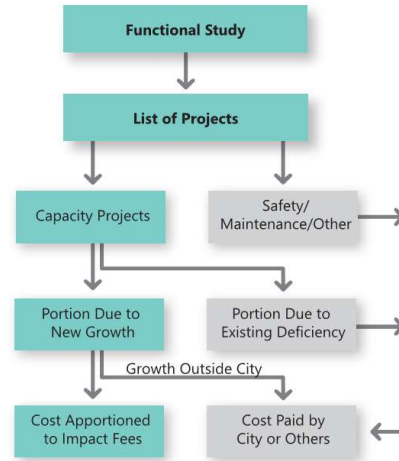 Functional Study
List of Projects
Capacity Projects
Safety/
Maintenance/Other
Portion Due to
New Growth
Portion Due to
Existing Deficiency
Growth Outside City
Cost Apportioned
to Impact Fees
Cost Paid by
City or Others